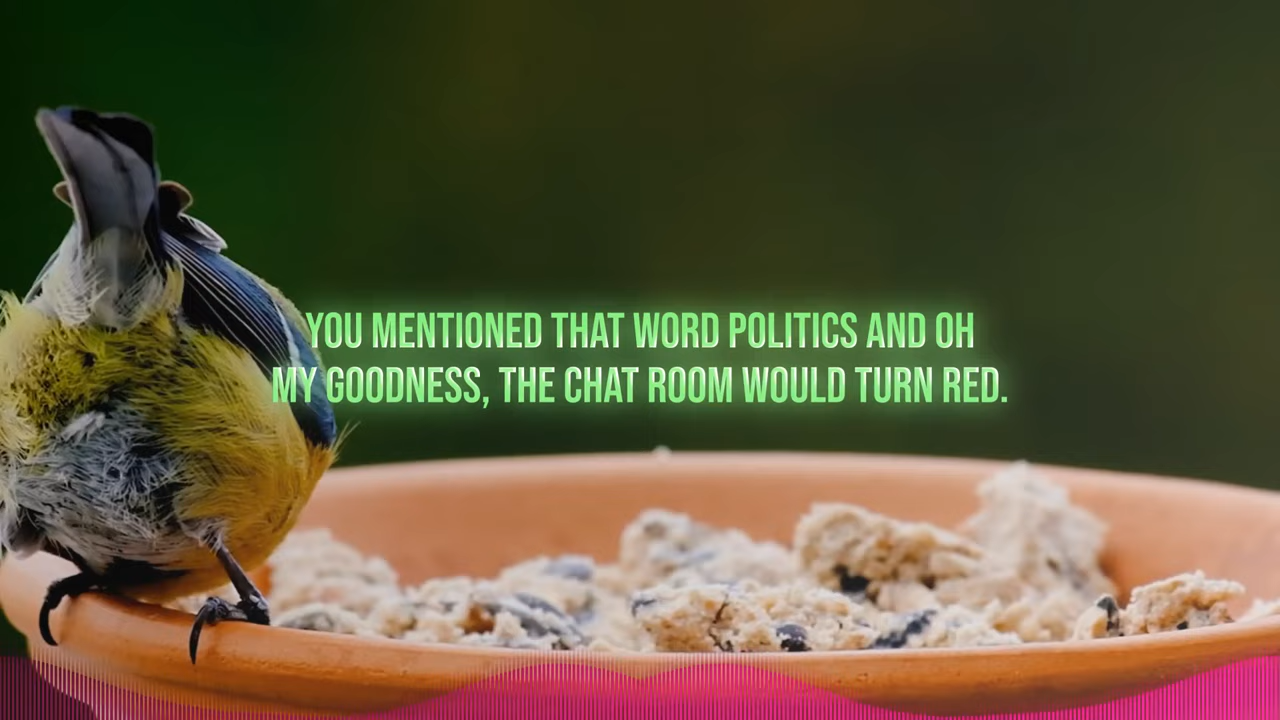 YOU MENTIONED THAT WORD POLITICS AND OH
MY GOODNESS, THE CHAT ROOM WOULD TURN RED.